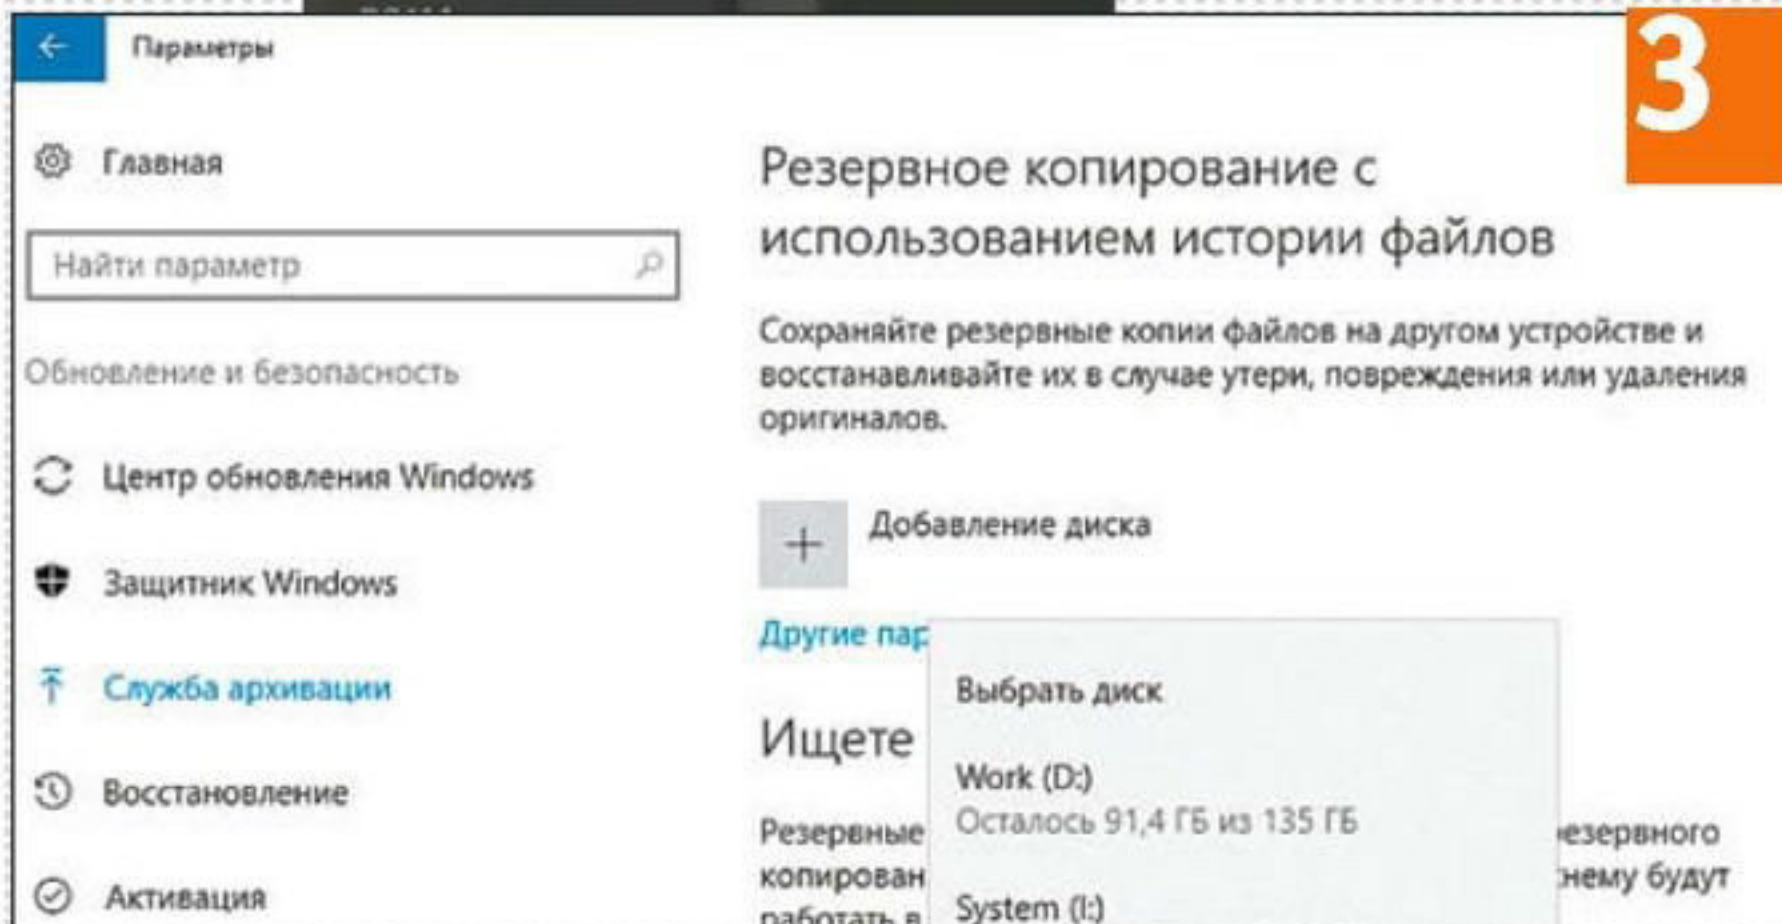 Параметры
3
Главная
Найти параметр
Обновление и безопасность
Центр обновления Windows
Защитник Windows
Служба архивации
Восстановление
Активация
Резервное копирование с
использованием истории файлов
Сохраняйте резервные копии файлов на другом устройстве и
восстанавливайте их в случае утери, повреждения или удаления
оригиналов.
+ Добавление диска
Другие пар
Ищете
Резервные
езервного
копирован
нему будут
работать в
Выбрать диск
Work (D:)
Осталось 91,4 ГБ из 135 ГБ
System (I:)